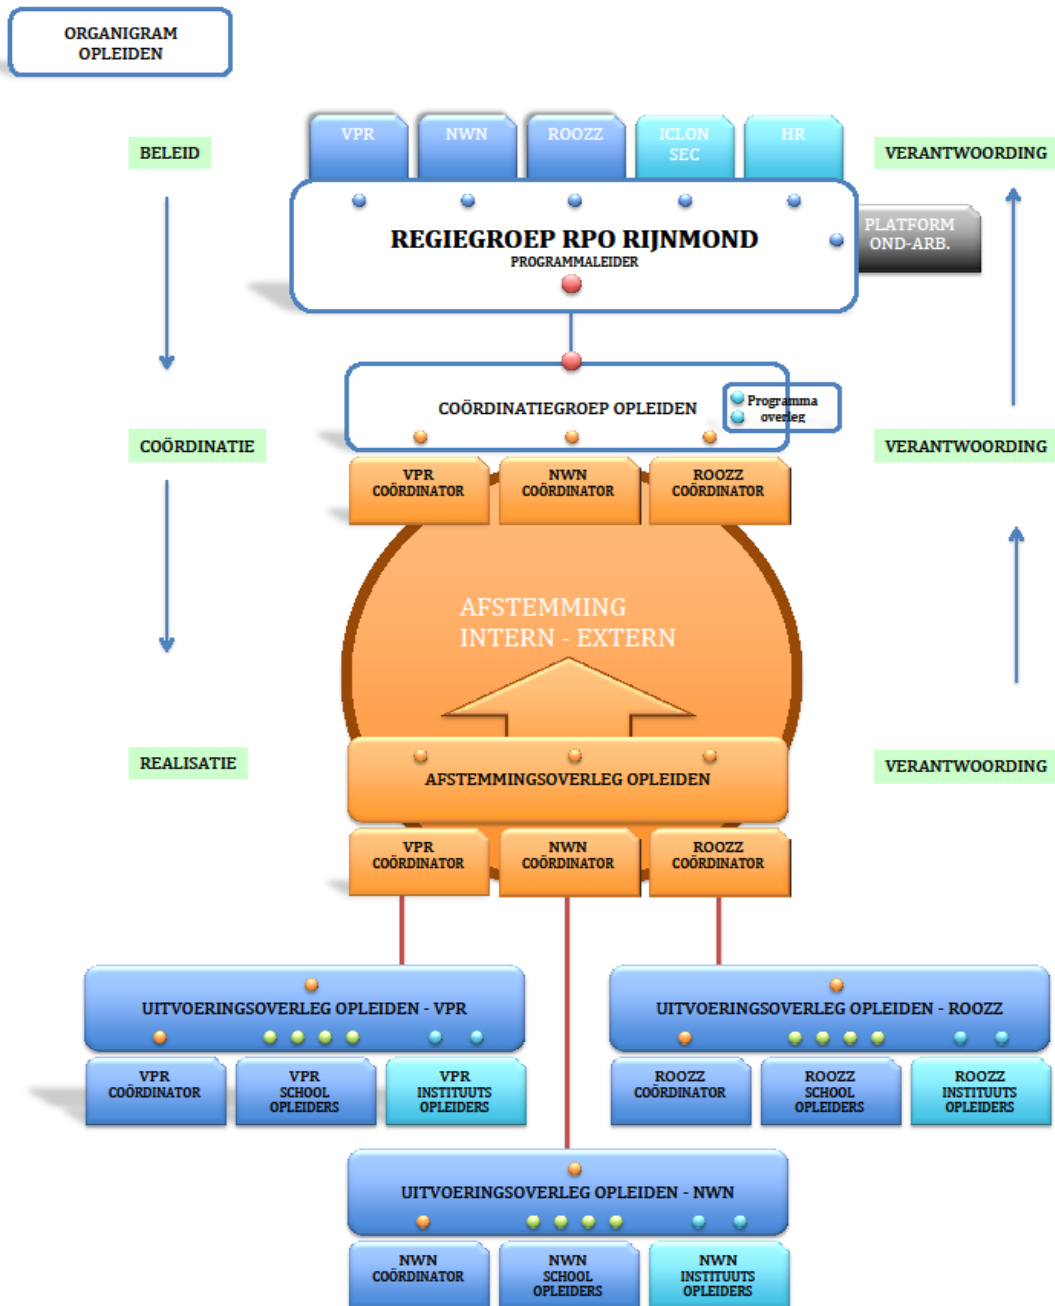 ORGANIGRAM
OPLEIDEN
VPR
NWN
ROOZZ
ICLON
SEC
HR
BELEID
VERANTWOORDING
REGIEGROEP RPO RIJNMOND
PROGRAMMALEIDER
PLATFORM
OND-ARB.
COÖRDINATIEGROEP OPLEIDEN
Programma
overleg
COÖRDINATIE
VERANTWOORDING
VPR
COÖRDINATOR
NWN
COÖRDINATOR
ROOZZ
COÖRDINATOR
AFSTEMMING
INTERN - EXTERN
REALISATIE
AFSTEMMINGSOVERLEG OPLEIDEN
VERANTWOORDING
VPR
COÖRDINATOR
NWN
COÖRDINATOR
ROOZZ
COÖRDINATOR
UITVOERINGSOVERLEG OPLEIDEN - VPR
UITVOERINGSOVERLEG OPLEIDEN - ROOZZ
VPR
COÖRDINATOR
VPR
SCHOOL
OPLEIDERS
VPR
INSTITUUTS
OPLEIDERS
ROOZZ
COÖRDINATOR
ROOZZ
SCHOOL
OPLEIDERS
ROOZZ
INSTITUUTS
OPLEIDERS
UITVOERINGSOVERLEG OPLEIDEN - NWN
NWN
COÖRDINATOR
NWN
SCHOOL
OPLEIDERS
NWN
INSTITUUTS
OPLEIDERS